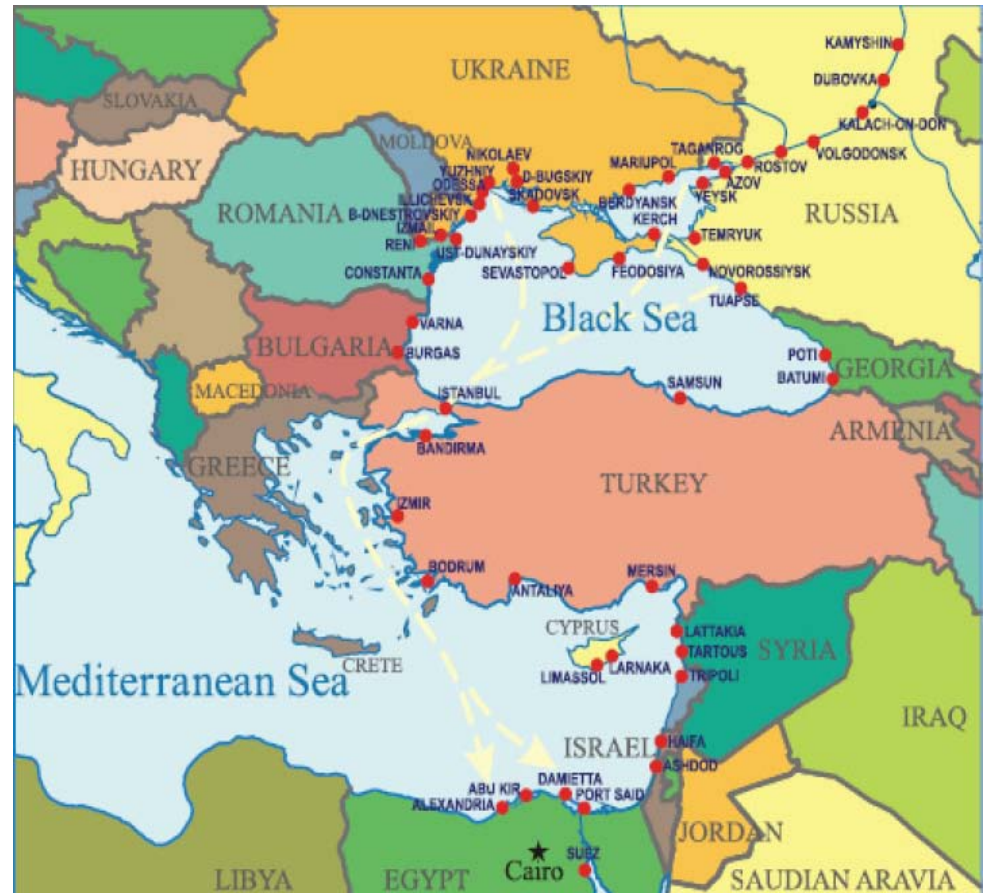 KAMYSHIN
UKRAINE
DUBOVKA
SLOVAKIA
KALACH-ON-DON
MOLDOVA
NIKOLAEV
TAGANROG
VOLGODONSK
HUNGARY
YUZHNIY
MARIUPOL
ROSTOV
ODESSA
D-BUGSKIY
AZOV
ILLICHEVSK
SKADOVSK
BERDYANSK
YEYSK
ROMANIA
B-DNESTROVSKIY
KERCH
RUSSIA
IZMAIL
TEMRYUK
RENI
UST-DUNAYSKIY
CONSTANTA
SEVASTOPOL
FEODOSIYA
NOVOROSSIYSK
TUAPSE
Black Sea
VARNA
BULGARIA
BURGAS
POTI
GEORGIA
BATUMI
MACEDONIA
ISTANBUL
SAMSUN
ARMENIA
BANDIRMA
GREECE
TURKEY
IZMIR
BODRUM
ANTALIYA
MERSIN
CYPRUS
LATTAKIA
TARTOUS
SYRIA
CRETE
LIMASSOL
LARNAKA
TRIPOLI
Mediterranean Sea
IRAQ
ISRAEL
HAIFA
ASHDOD
DAMIETTA
ABU KIR
PORT SAID
ALEXANDRIA
JORDAN
SUEZ
Cairo
LIBYA
EGYPT
SAUDIAN ARAVIA